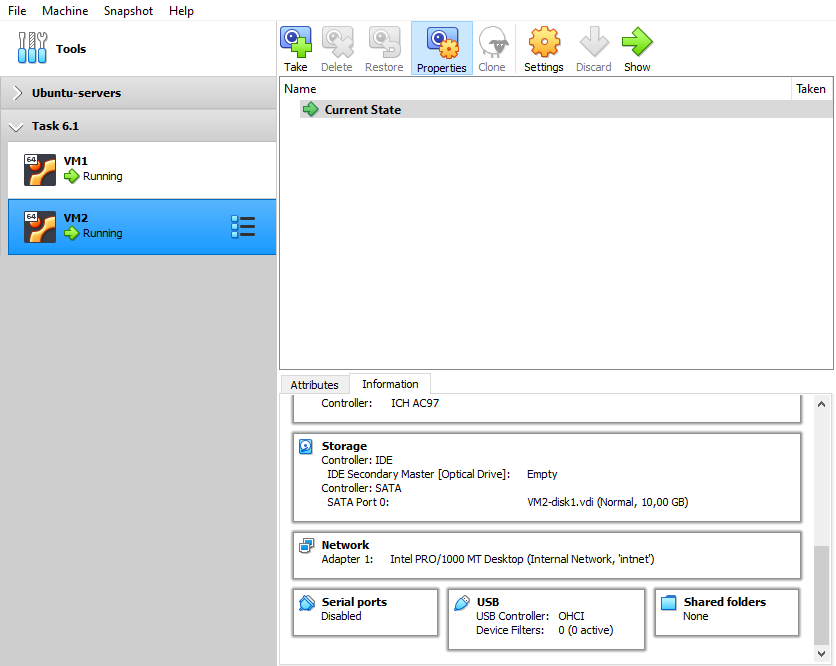 File Machine Snapshot Help
Tools
Take Delete Restore Properties Clone Settings Discard Show
Ubuntu-servers
Task 6.1
64 VM1
Running
64 VM2
Running
Name Taken
Current State
Attributes Information
Controller: ICH AC97
Storage
Controller: IDE
IDE Secondary Master [Optical Drive]: Empty
Controller: SATA
SATA Port 0: VM2-disk1.vdi (Normal, 10,00 GB)
Network
Adapter 1: Intel PRO/1000 MT Desktop (Internal Network, 'intnet')
Serial ports
Disabled
USB
USB Controller: OHCI
Device Filters: 0 (0 active)
Shared folders
None